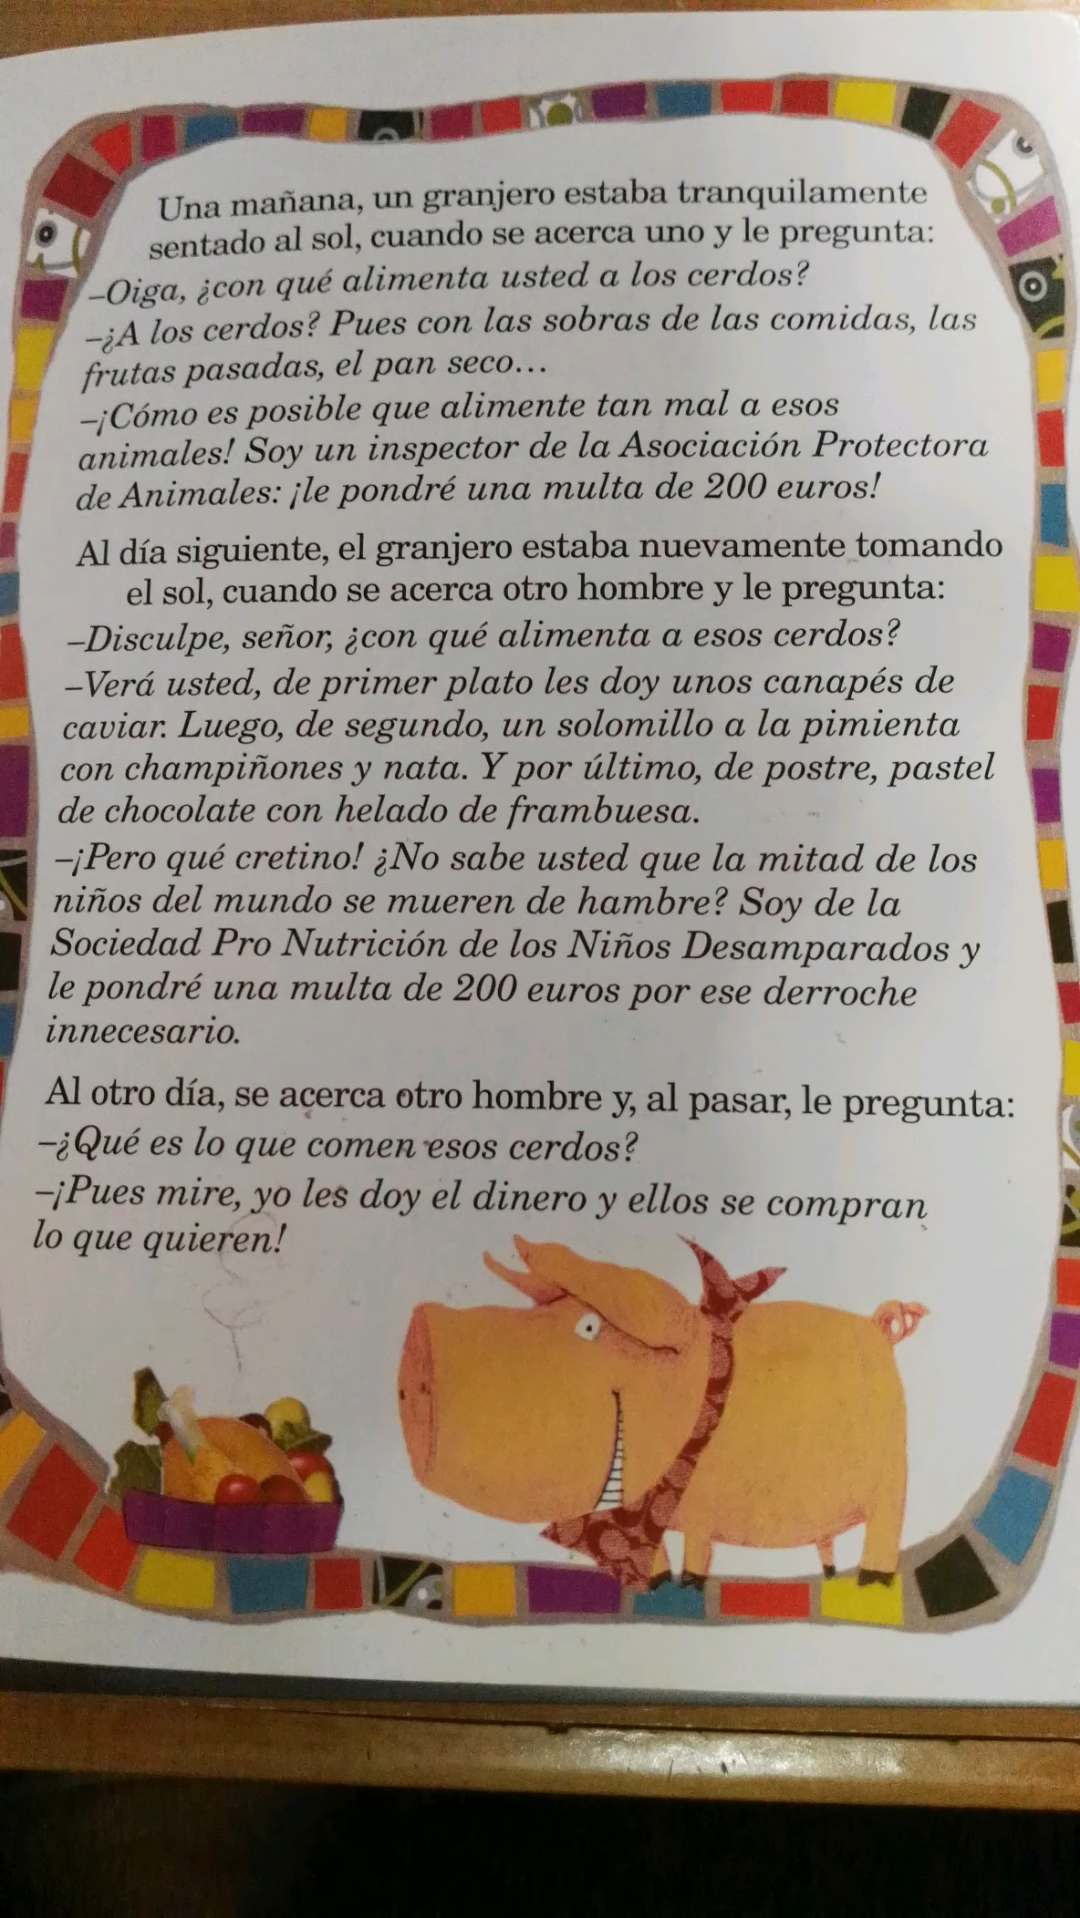 Una mañana, un granjero estaba tranquilamente
sentado al sol, cuando se acerca uno y le pregunta:
–Oiga, ¿con qué alimenta usted a los cerdos?
–¿A los cerdos? Pues con las sobras de las comidas, las
frutas pasadas, el pan seco...
–¡Cómo es posible que alimente tan mal a esos
animales! Soy un inspector de la Asociación Protectora
de Animales: ¡le pondré una multa de 200 euros!
Al día siguiente, el granjero estaba nuevamente tomando
el sol, cuando se acerca otro hombre y le pregunta:
–Disculpe, señor, ¿con qué alimenta a esos cerdos?
–Verá usted, de primer plato les doy unos canapés de
caviar. Luego, de segundo, un solomillo a la pimienta
con champiñones y nata. Y por último, de postre, pastel
de chocolate con helado de frambuesa.
–¡Pero qué cretino! ¿No sabe usted que la mitad de los
niños del mundo se mueren de hambre? Soy de la
Sociedad Pro Nutrición de los Niños Desamparados y
le pondré una multa de 200 euros por ese derroche
innecesario.
Al otro día, se acerca otro hombre y, al pasar, le pregunta:
–¿Qué es lo que comen esos cerdos?
–¡Pues mire, yo les doy el dinero y ellos se compran
lo que quieren!